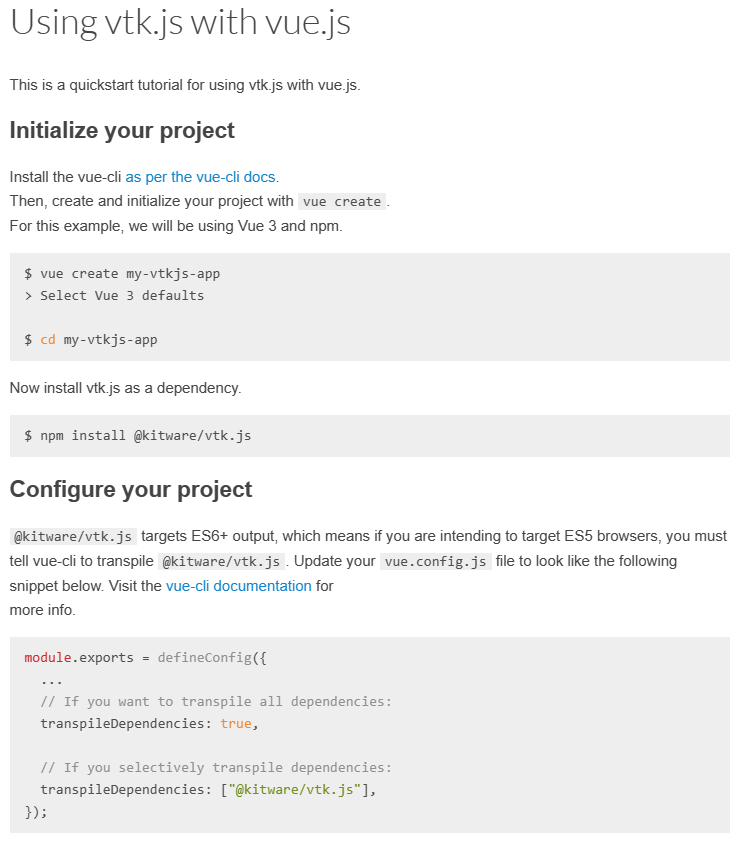 Using vtk.js with vue.js
This is a quickstart tutorial for using vtk.js with vue.js.
Initialize your project
Install the vue-cli as per the vue-cli docs.
Then, create and initialize your project with vue create.
For this example, we will be using Vue 3 and npm.
$ vue create my-vtkjs-app
> Select Vue 3 defaults
$ cd my-vtkjs-app
Now install vtk.js as a dependency.
$ npm install @kitware/vtk.js
Configure your project
@kitware/vtk.js targets ES6+ output, which means if you are intending to target ES5 browsers, you must
tell vue-cli to transpile @kitware/vtk.js. Update your vue.config.js file to look like the following
snippet below. Visit the vue-cli documentation for
more info.
module.exports = defineConfig({
  ...
  // If you want to transpile all dependencies:
  transpileDependencies: true,
  // If you selectively transpile dependencies:
  transpileDependencies: ["@kitware/vtk.js"],
});